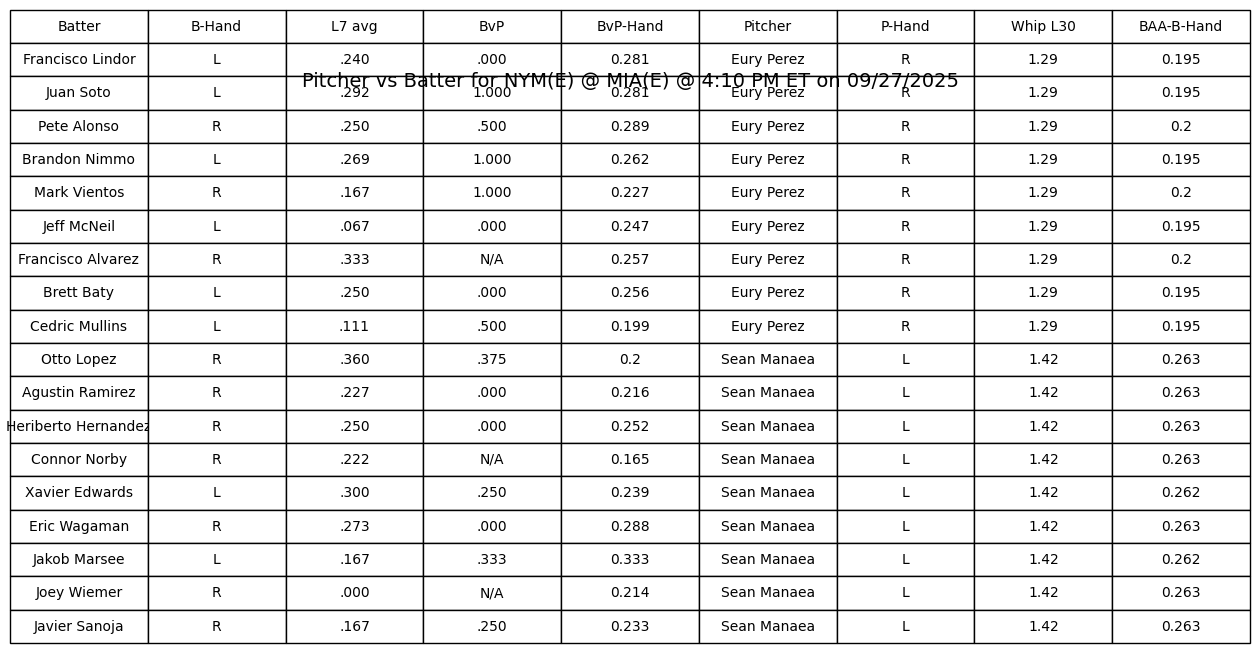 Batter B-Hand L7 avg BvP BvP-Hand Pitcher P-Hand Whip L30 BAA-B-Hand
Francisco Lindor L .240 .000 0.281 Eury Perez R 1.29 0.195
Pitcher vs Batter for NYM(E) @ MIA(E) @ 4:10 PM ET on 09/27/2025
Juan Soto L .292 1.000 0.281 Eury Perez R 1.29 0.195
Pete Alonso R .250 .500 0.289 Eury Perez R 1.29 0.2
Brandon Nimmo L .269 1.000 0.262 Eury Perez R 1.29 0.195
Mark Vientos R .167 1.000 0.227 Eury Perez R 1.29 0.2
Jeff McNeil L .067 .000 0.247 Eury Perez R 1.29 0.195
Francisco Alvarez R .333 N/A 0.257 Eury Perez R 1.29 0.2
Brett Baty L .250 .000 0.256 Eury Perez R 1.29 0.195
Cedric Mullins L .111 .500 0.199 Eury Perez R 1.29 0.195
Otto Lopez R .360 .375 0.2 Sean Manaea L 1.42 0.263
Agustin Ramirez R .227 .000 0.216 Sean Manaea L 1.42 0.263
Heriberto Hernandez R .250 .000 0.252 Sean Manaea L 1.42 0.263
Connor Norby R .222 N/A 0.165 Sean Manaea L 1.42 0.263
Xavier Edwards L .300 .250 0.239 Sean Manaea L 1.42 0.262
Eric Wagaman R .273 .000 0.288 Sean Manaea L 1.42 0.263
Jakob Marsee L .167 .333 0.333 Sean Manaea L 1.42 0.262
Joey Wiemer R .000 N/A 0.214 Sean Manaea L 1.42 0.263
Javier Sanoja R .167 .250 0.233 Sean Manaea L 1.42 0.263